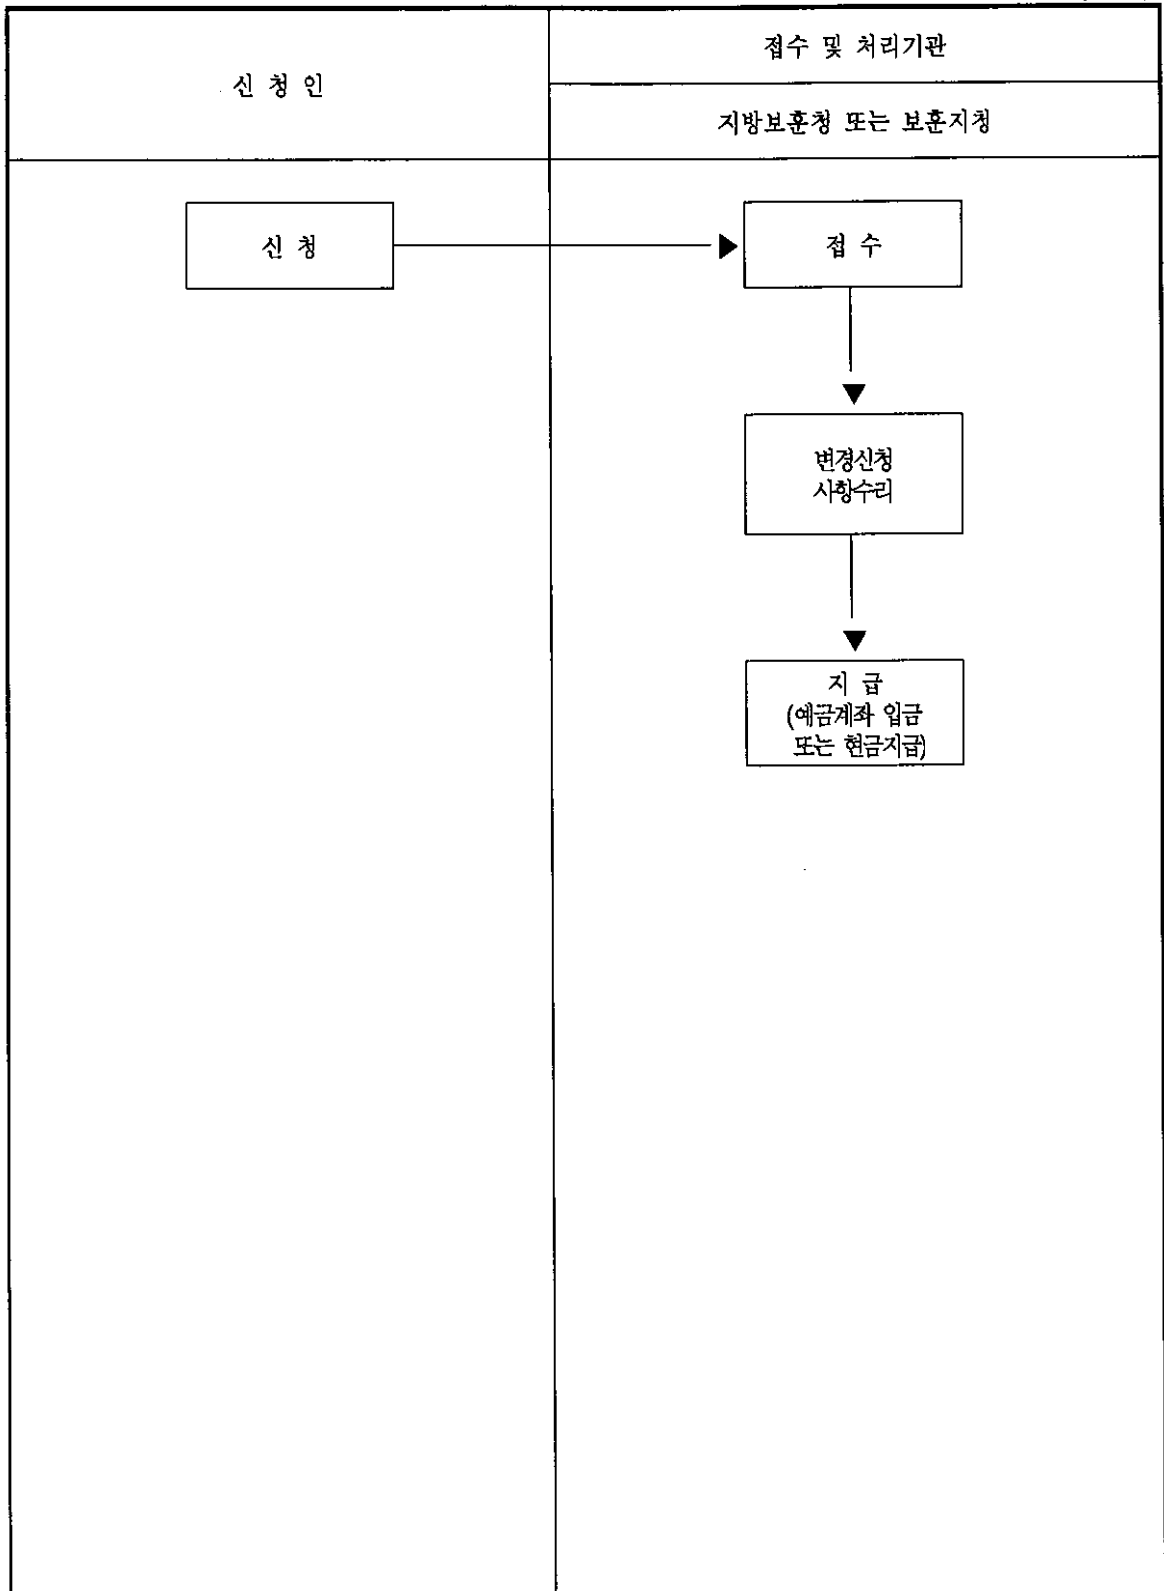 신 청 인
접수 및 처리기관
지방보훈청 또는 보훈지청
신 청
접 수
변경신청
사항수리
지 급
(예금계좌 입금
또는 현금지급)